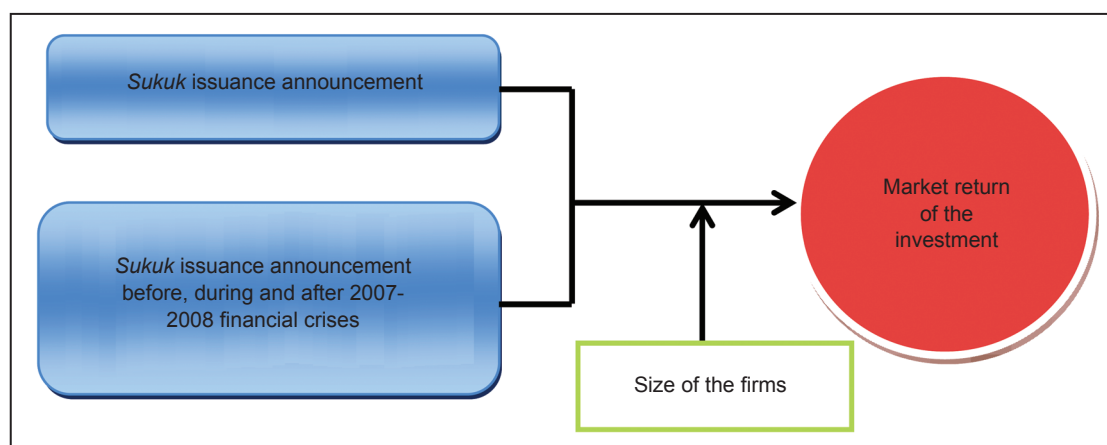 Sukuk issuance announcement
Sukuk issuance announcement
before, during and after 2007-
2008 financial crises
Market return
of the
investment
Size of the firms